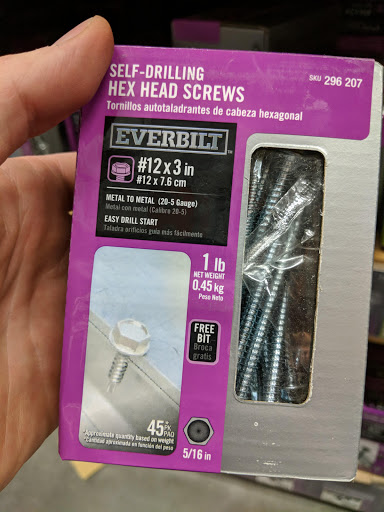 SELF-DRILLING
HEX HEAD SCREWS
SKU 296 207
Tornillos autotaladrantes de cabeza hexagonal
EVERBILT™
#12 x 3 in
#12 x 7.6 cm
METAL TO METAL (20-5 Gauge)
Metal con metal (Calibre 20-5)
EASY DRILL START
Taladra orificios guía más fácilmente
1 lb
NET WEIGHT
0.45 kg
Peso Neto
FREE
BIT
Broca
gratis
45* PK
PAQ
*Approximate quantity based on weight
*Cantidad aproximada en función del peso
5/16 in